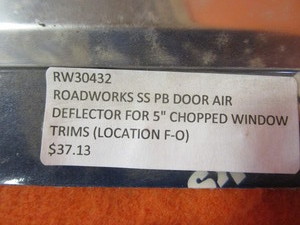 RW30432
ROADWORKS SS PB DOOR AIR
DEFLECTOR FOR 5" CHOPPED WINDOW
TRIMS (LOCATION F-O)
$37.13